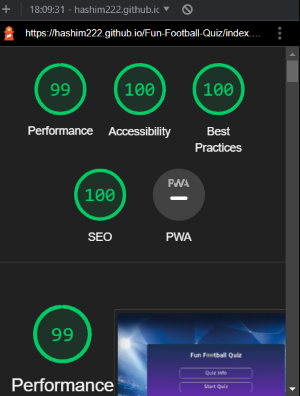 18:09:31 - hashim222.github.ic
https://hashim222.github.io/Fun-Football-Quiz/index....
99
100
100
Performance
Accessibility
Best
Practices
100
PWA
SEO
PWA
99
Performance
Fun Football Quiz
Quiz Info
Start Quiz